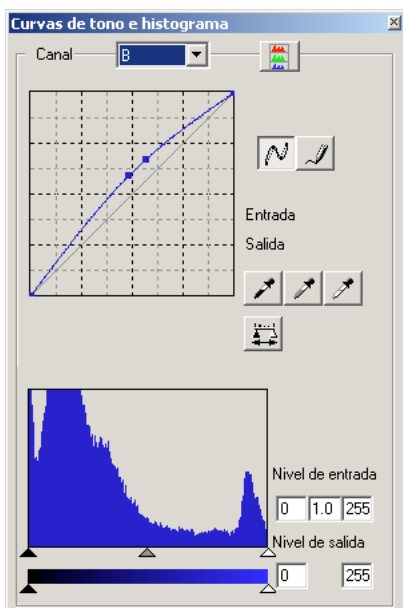 Curvas de tono e histograma
Canal B
Entrada
Salida
Nivel de entrada
0 1.0 255
Nivel de salida
0 255